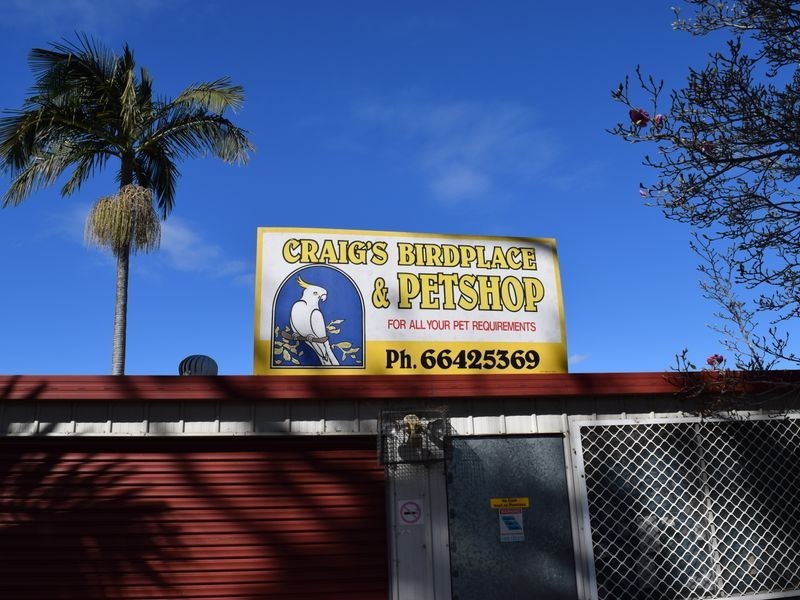 CRAIG'S BIRDPLACE
& PETSHOP
FOR ALL YOUR PET REQUIREMENTS
Ph. 66425369